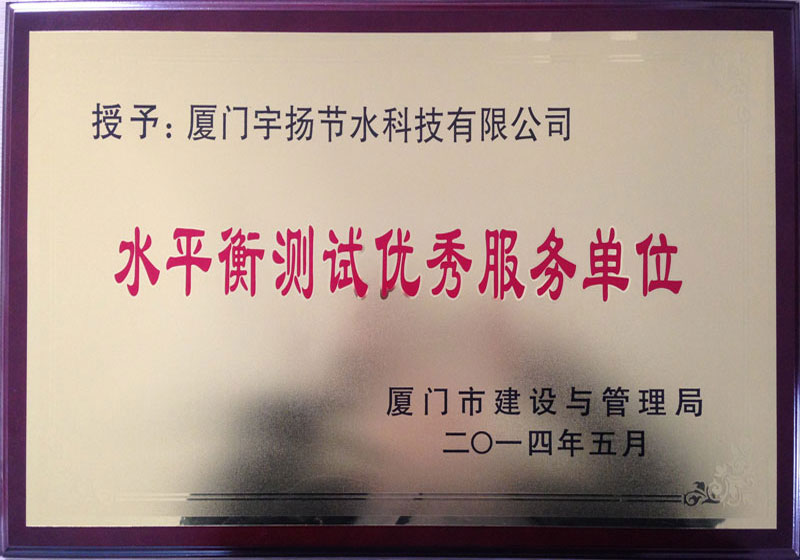 授予：厦门宇扬节水科技有限公司
水平衡测试优秀服务单位
厦门市建设与管理局
二〇一四年五月